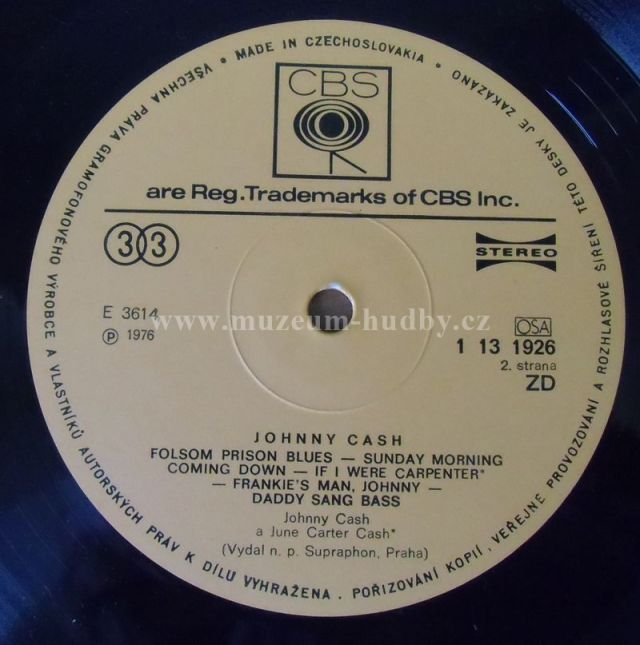 VŠECHNA PRÁVA GRAMOFONOVÉHO VÝROBCE A VLASTNÍKŮ AUTORSKÝCH PRÁV K DÍLU VYHRAŽENA . POŘIZOVÁNÍ KOPIÍ, VEŘEJNÉ PROVOZOVÁNÍ A ROZHLASOVÉ ŠÍŘENÍ TÉTO DESKY JE ZAKÁZÁNO
• MADE IN CZECHOSLOVAKIA •
CBS
are Reg.Trademarks of CBS Inc.
33
STEREO
E 3614
℗ 1976
www.muzeum-hudby.cz
OSA
1 13 1926
2. strana
ZD
JOHNNY CASH
FOLSOM PRISON BLUES — SUNDAY MORNING
COMING DOWN — IF I WERE CARPENTER*
— FRANKIE'S MAN, JOHNNY —
DADDY SANG BASS
Johnny Cash
a June Carter Cash*
(Vydal n. p. Supraphon, Praha)